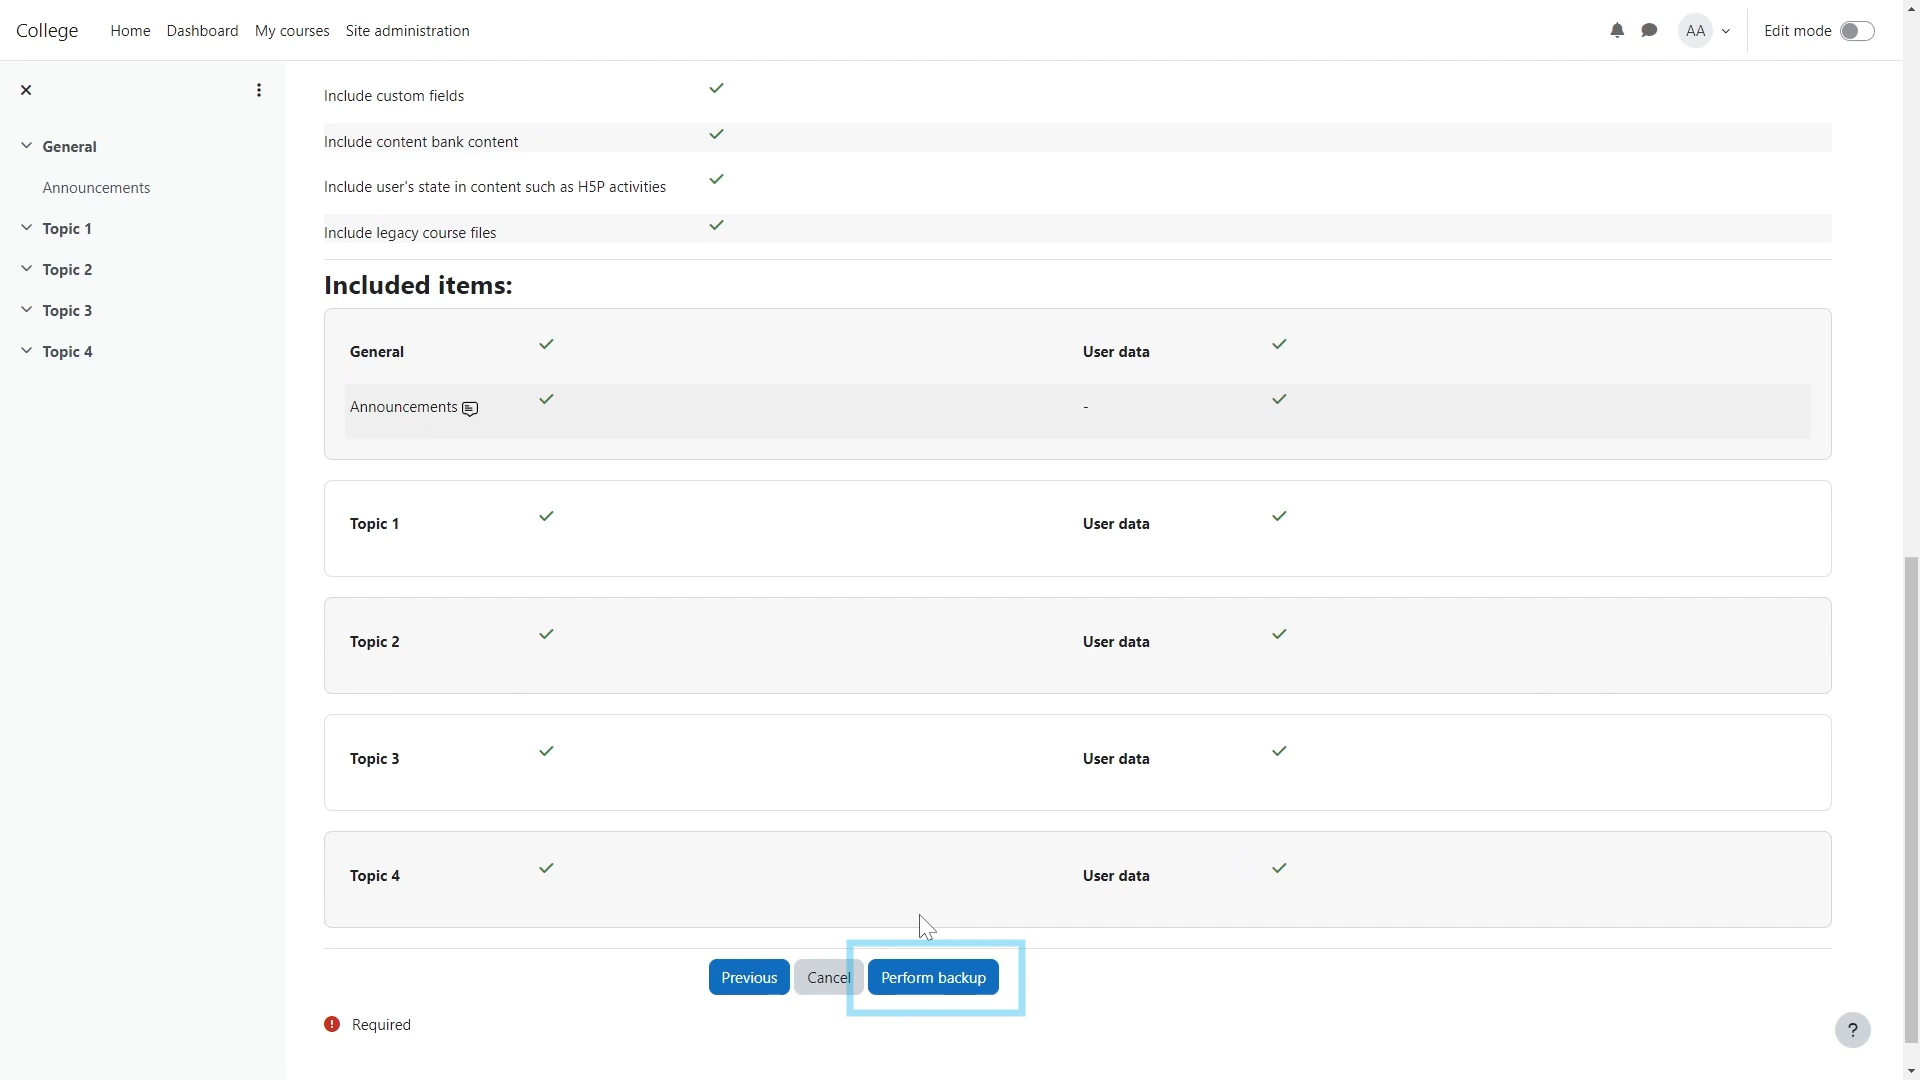 College Home Dashboard My courses Site administration AA Edit mode
General
Announcements
Topic 1
Topic 2
Topic 3
Topic 4
Include custom fields
Include content bank content
Include user's state in content such as H5P activities
Include legacy course files
Included items:
General User data
Announcements -
Topic 1 User data
Topic 2 User data
Topic 3 User data
Topic 4 User data
Previous Cancel Perform backup
! Required
?